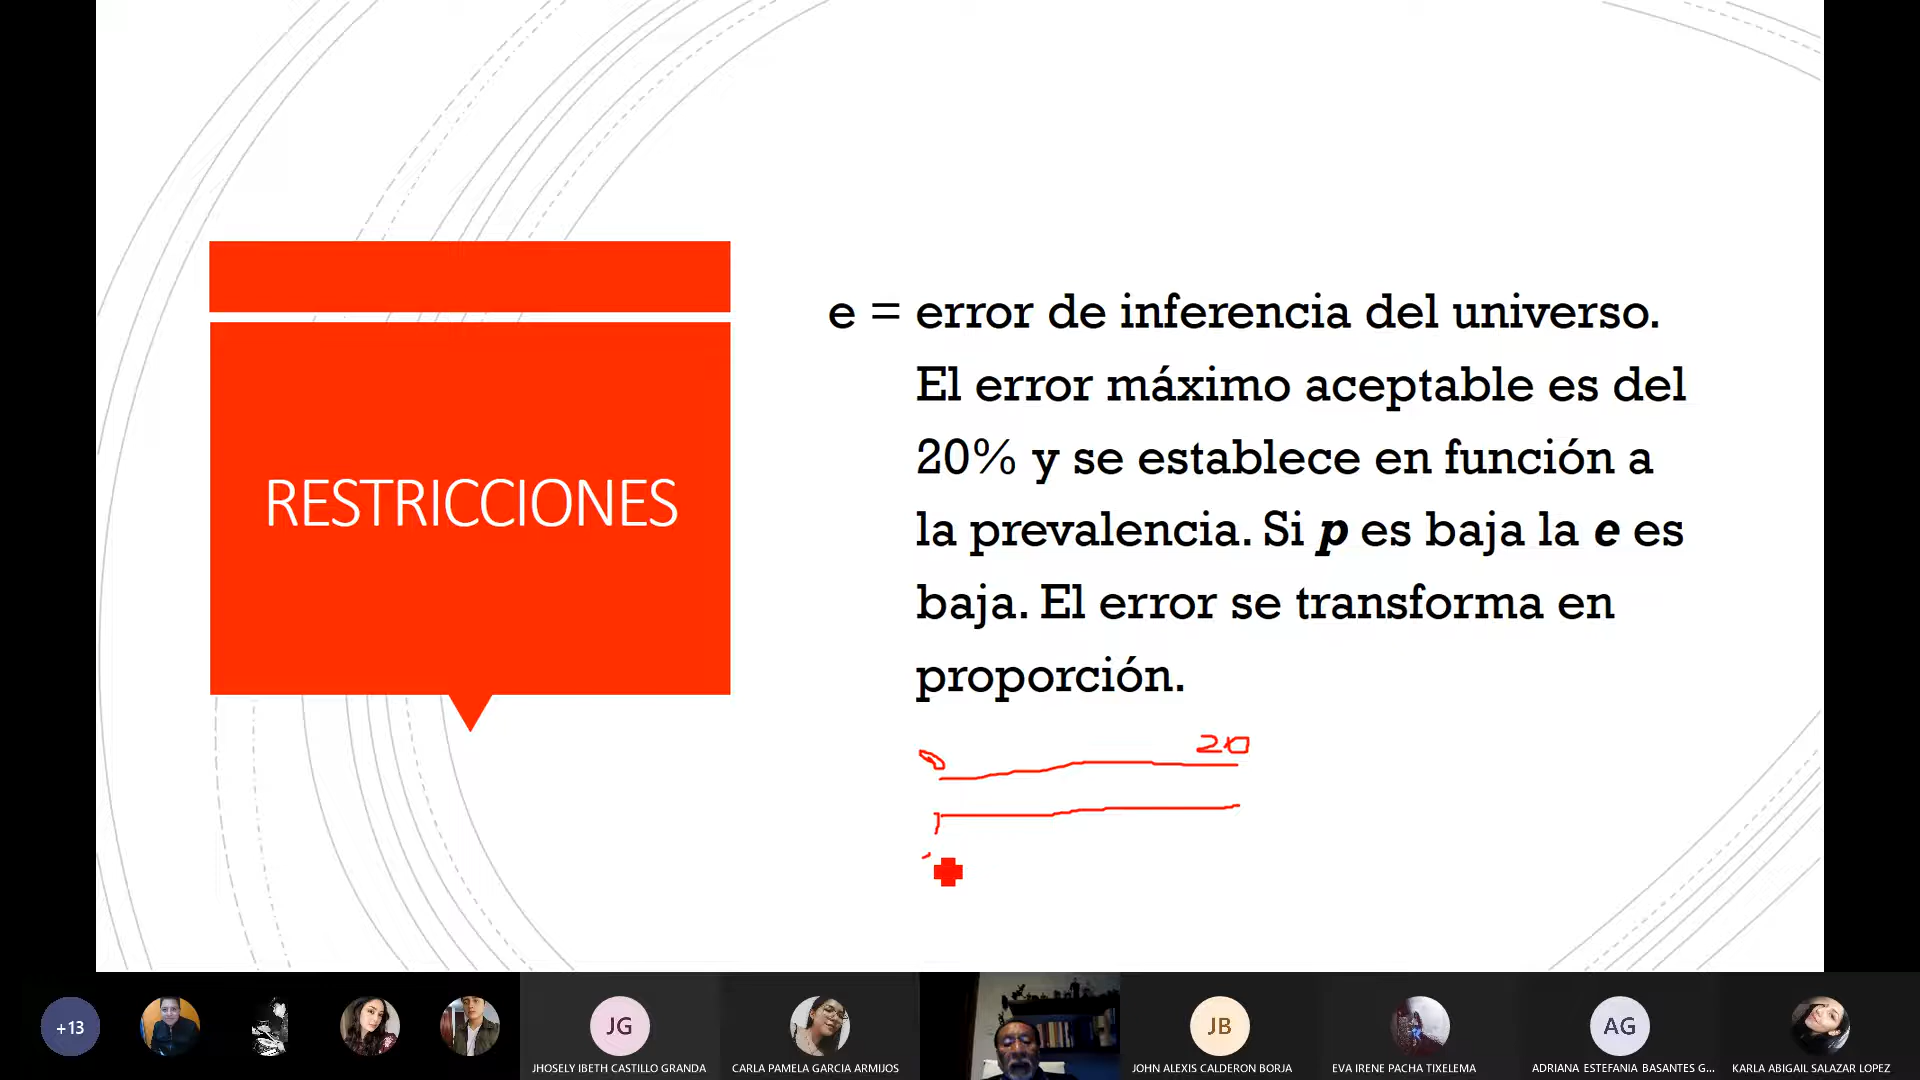 RESTRICCIONES
e = error de inferencia del universo.
El error máximo aceptable es del
20% y se establece en función a
la prevalencia. Si p es baja la e es
baja. El error se transforma en
proporción.
0 20
+13
JG
JB
AG
JHOSELY IBETH CASTILLO GRANDA
CARLA PAMELA GARCIA ARMIJOS
JOHN ALEXIS CALDERON BORJA
EVA IRENE PACHA TIXELEMA
ADRIANA ESTEFANIA BASANTES G...
KARLA ABIGAIL SALAZAR LOPEZ